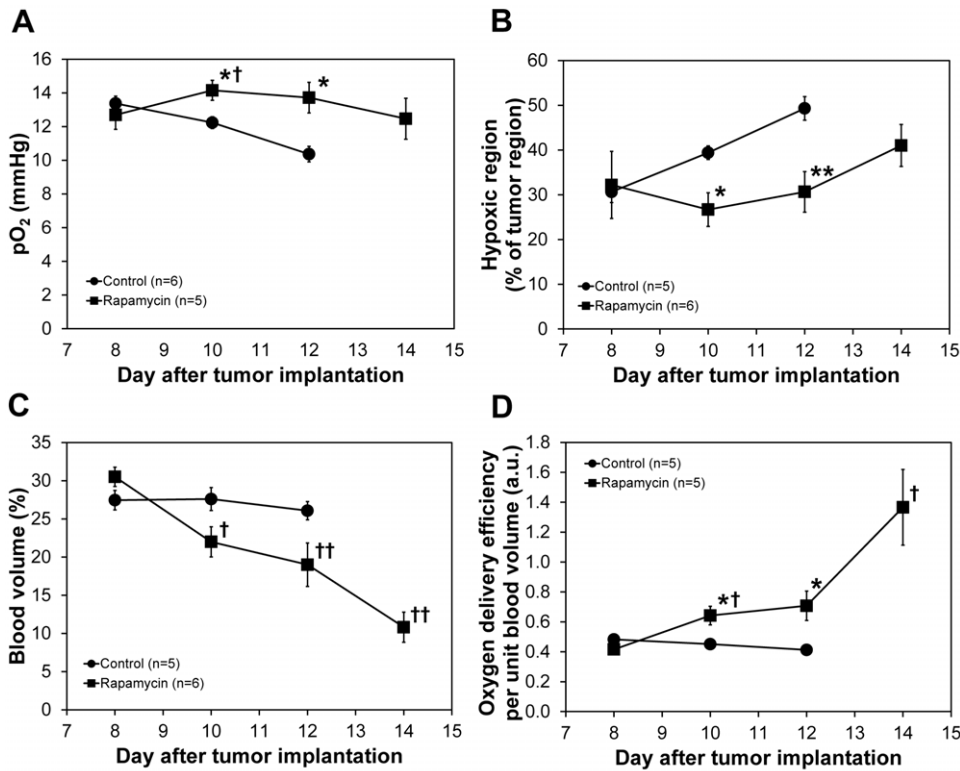 A
pO2 (mmHg)
16
14
12
10
8
6
4
2
0
*†
*
Control (n=6)
Rapamycin (n=5)
7 8 9 10 11 12 13 14 15
Day after tumor implantation
B
Hypoxic region
(% of tumor region)
60
50
40
30
20
10
0
*
**
Control (n=5)
Rapamycin (n=6)
7 8 9 10 11 12 13 14 15
Day after tumor implantation
C
Blood volume (%)
35
30
25
20
15
10
5
0
†
††
††
Control (n=5)
Rapamycin (n=6)
7 8 9 10 11 12 13 14 15
Day after tumor implantation
D
Oxygen delivery efficiency
per unit blood volume (a.u.)
1.8
1.6
1.4
1.2
1.0
0.8
0.6
0.4
0.2
0.0
Control (n=5)
Rapamycin (n=5)
*†
*
†
7 8 9 10 11 12 13 14 15
Day after tumor implantation